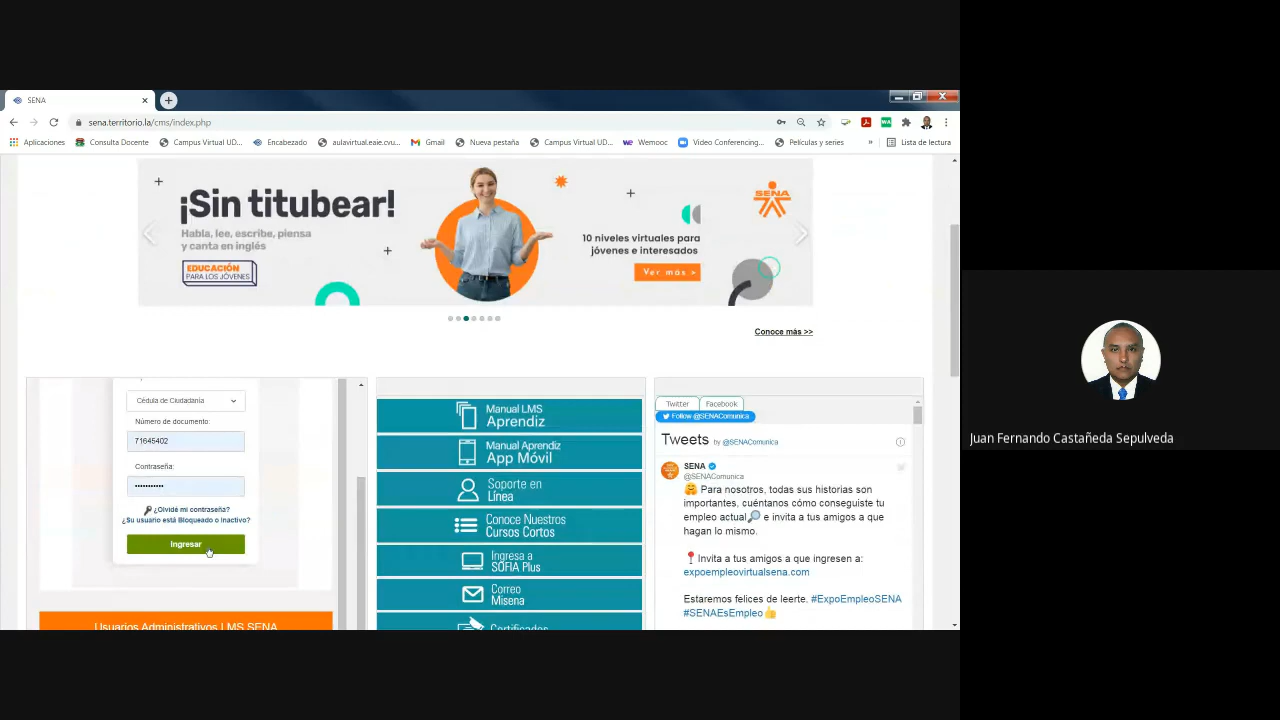 SENA
sena.territorio.la/cms/index.php
Aplicaciones
Consulta Docente
Campus Virtual UD...
Encabezado
aulavirtual.eaie.cvu...
Gmail
Nueva pestaña
Campus Virtual UD...
Wemooc
Video Conferencing...
Películas y series
»
Lista de lectura
¡Sin titubear!
Habla, lee, escribe, piensa
y canta en inglés
EDUCACIÓN
PARA LOS JÓVENES
10 niveles virtuales para
jóvenes e interesados
Ver más >
SENA
Conoce más >>
Cédula de Ciudadanía
Número de documento:
71645402
Contraseña:
•••••••••••
¿Olvidé mi contraseña?
¿Su usuario está Bloqueado o Inactivo?
Ingresar
Usuarios Administrativos LMS SENA
Manual LMS
Aprendiz
Manual Aprendiz
App Móvil
Soporte en
Línea
Conoce Nuestros
Cursos Cortos
Ingresa a
SOFIA Plus
Correo
Misena
Certificados
Twitter
Facebook
Follow @SENAComunica
Tweets by @SENAComunica
SENA
@SENAComunica
🤗 Para nosotros, todas sus historias son
importantes, cuéntanos cómo conseguiste tu
empleo actual🔎 e invita a tus amigos a que
hagan lo mismo.
📍Invita a tus amigos a que ingresen a:
expoempleovirtualsena.com
Estaremos felices de leerte. #ExpoEmpleoSENA
#SENAEsEmpleo👍
Juan Fernando Castañeda Sepulveda